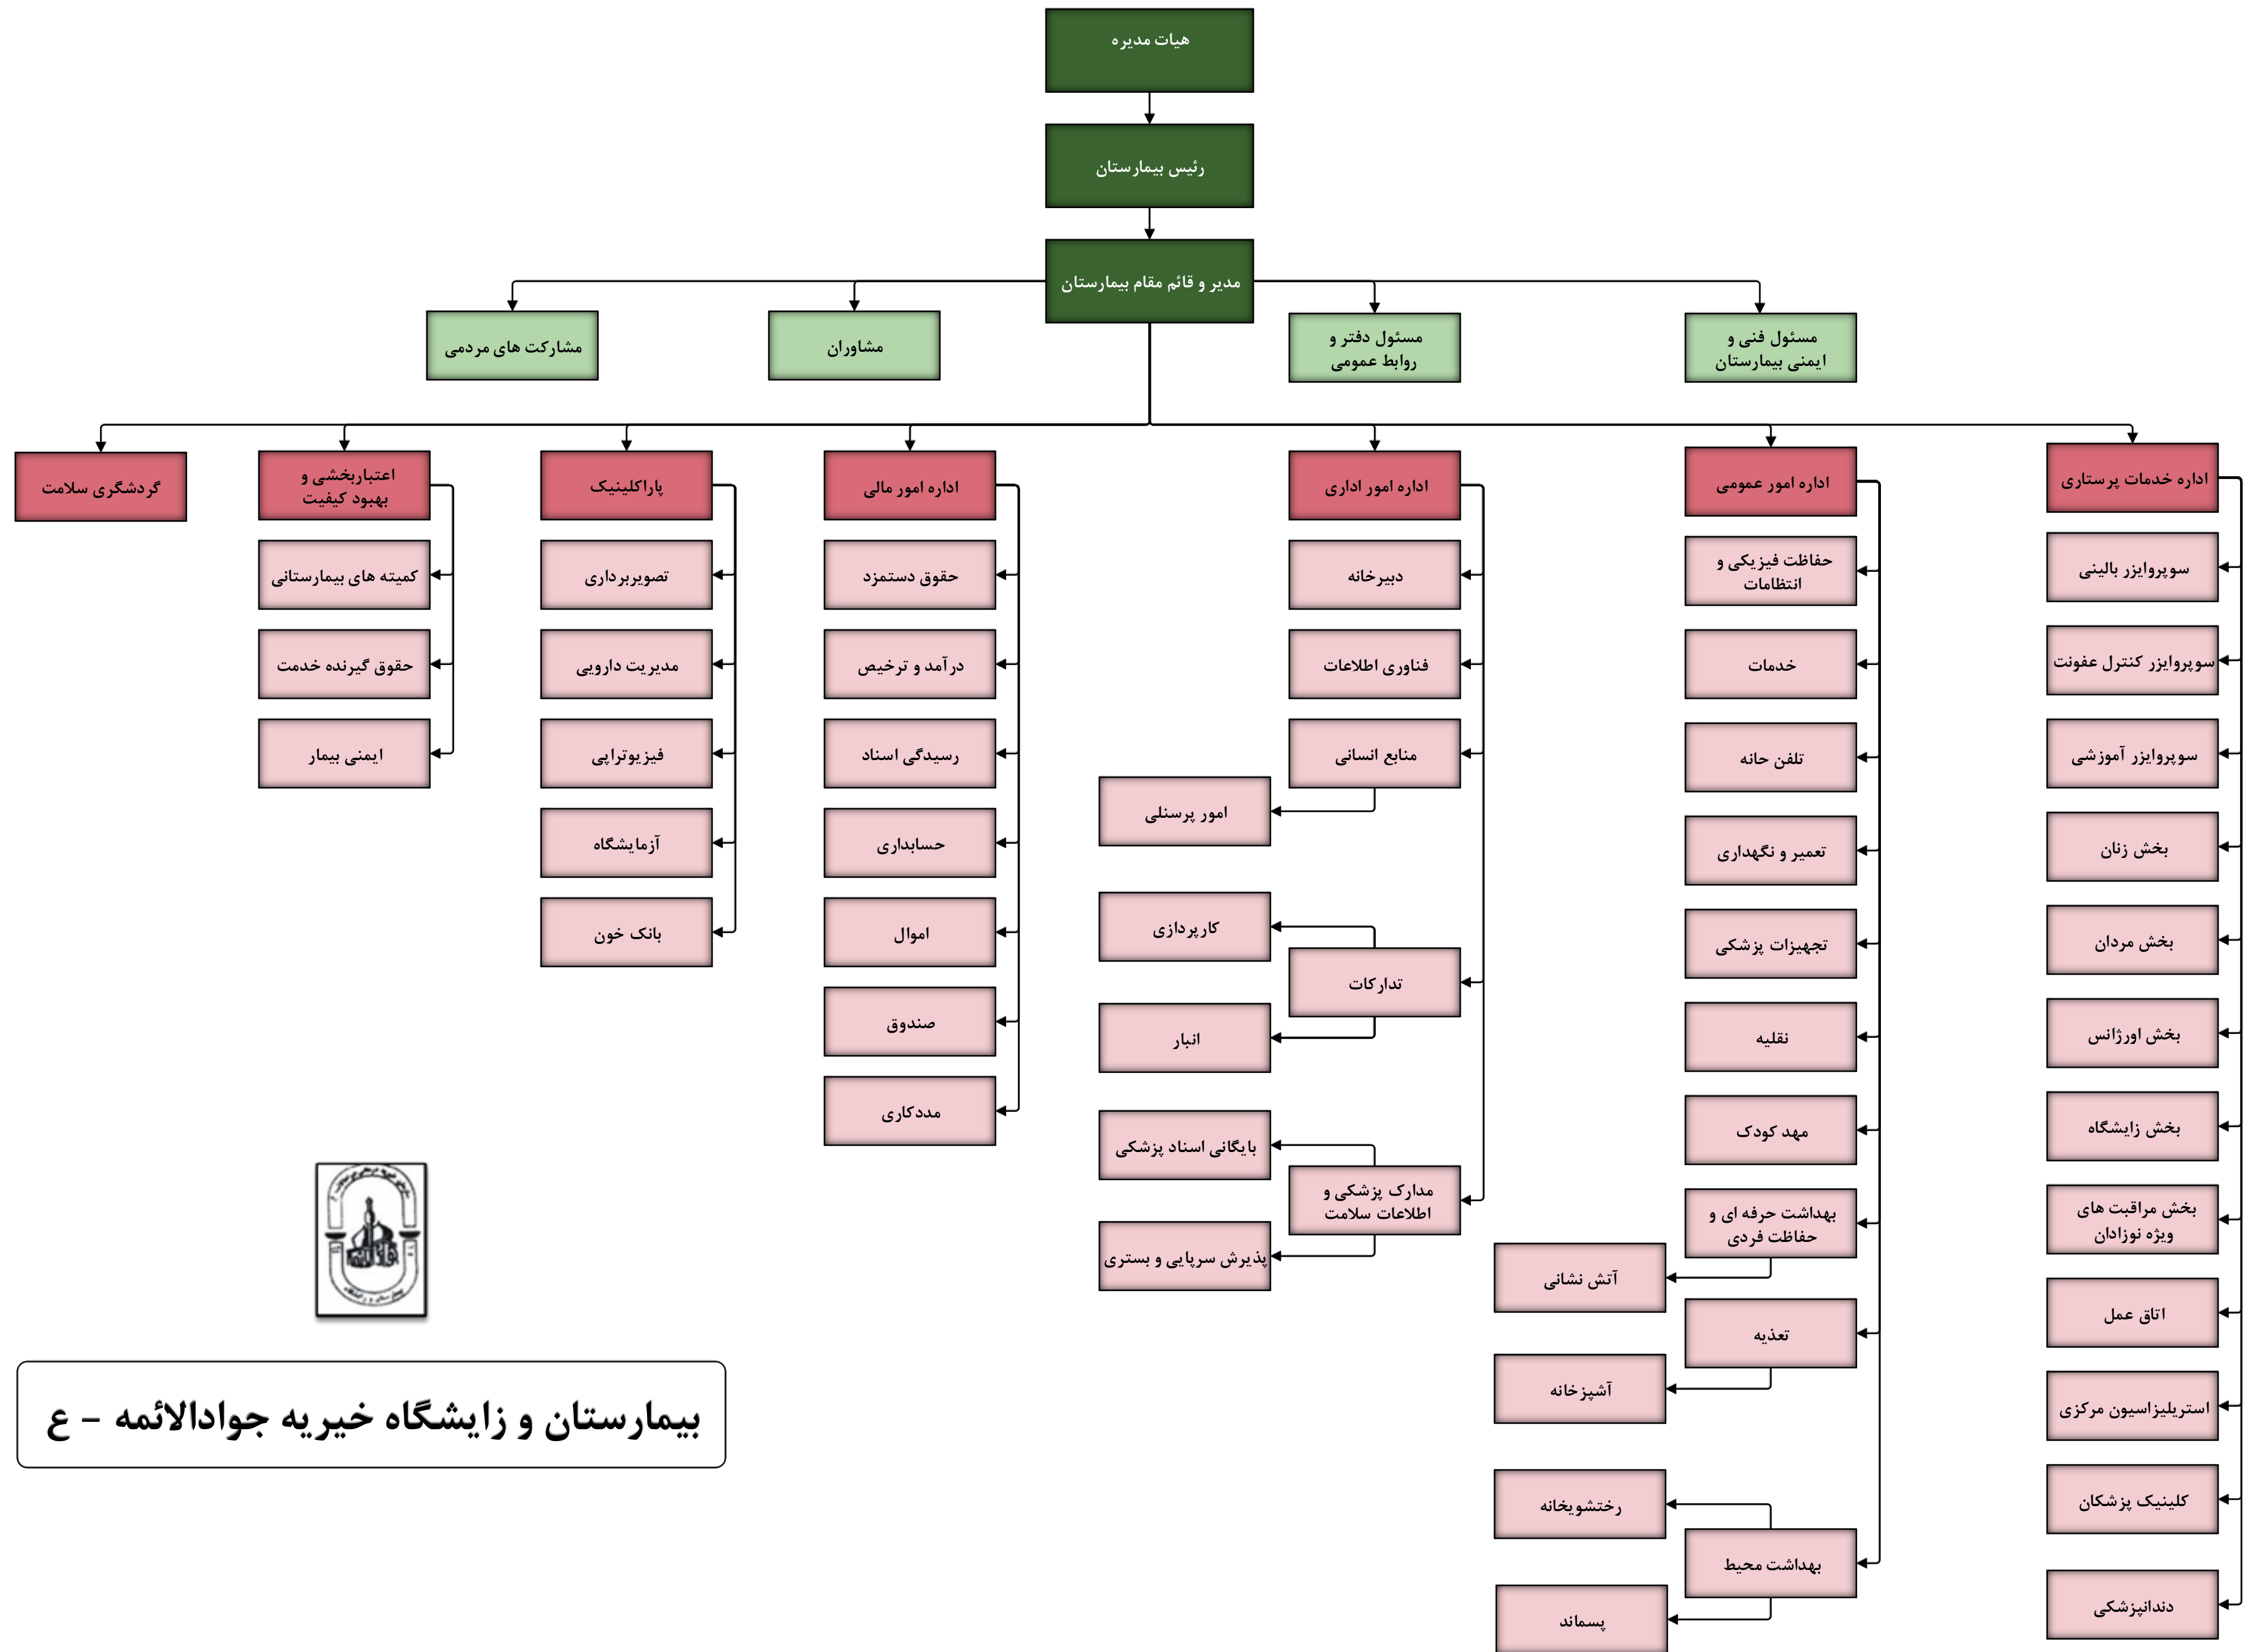 هیات مدیره
رئیس بیمارستان
مدیر و قائم مقام بیمارستان
مسئول فنی و
ایمنی بیمارستان
مسئول دفتر و
روابط عمومی
مشاوران
مشارکت های مردمی
اداره خدمات پرستاری
سوپروایزر بالینی
سوپروایزر کنترل عفونت
سوپروایزر آموزشی
بخش زنان
بخش مردان
بخش اورژانس
بخش زایشگاه
بخش مراقبت های
ویژه نوزادان
اتاق عمل
استریلیزاسیون مرکزی
کلینیک پزشکان
دندانپزشکی
اداره امور عمومی
حفاظت فیزیکی و
انتظامات
خدمات
تلفن حانه
تعمیر و نگهداری
تجهیزات پزشکی
نقلیه
مهد کودک
بهداشت حرفه ای و
حفاظت فردی
آتش نشانی
تعذیه
آشپزخانه
رختشویخانه
بهداشت محیط
پسماند
اداره امور اداری
دبیرخانه
فناوری اطلاعات
منابع انسانی
امور پرسنلی
کارپردازی
تدارکات
انبار
بایگانی اسناد پزشکی
مدارک پزشکی و
اطلاعات سلامت
پذیرش سرپایی و بستری
اداره امور مالی
حقوق دستمزد
درآمد و ترخیص
رسیدگی اسناد
حسابداری
اموال
صندوق
مددکاری
پاراکلینیک
تصویربرداری
مدیریت دارویی
فیزیوتراپی
آزمایشگاه
بانک خون
اعتباربخشی و
بهبود کیفیت
کمیته های بیمارستانی
حقوق گیرنده خدمت
ایمنی بیمار
گردشگری سلامت
بیمارستان و زایشگاه خیریه جوادالائمه - ع